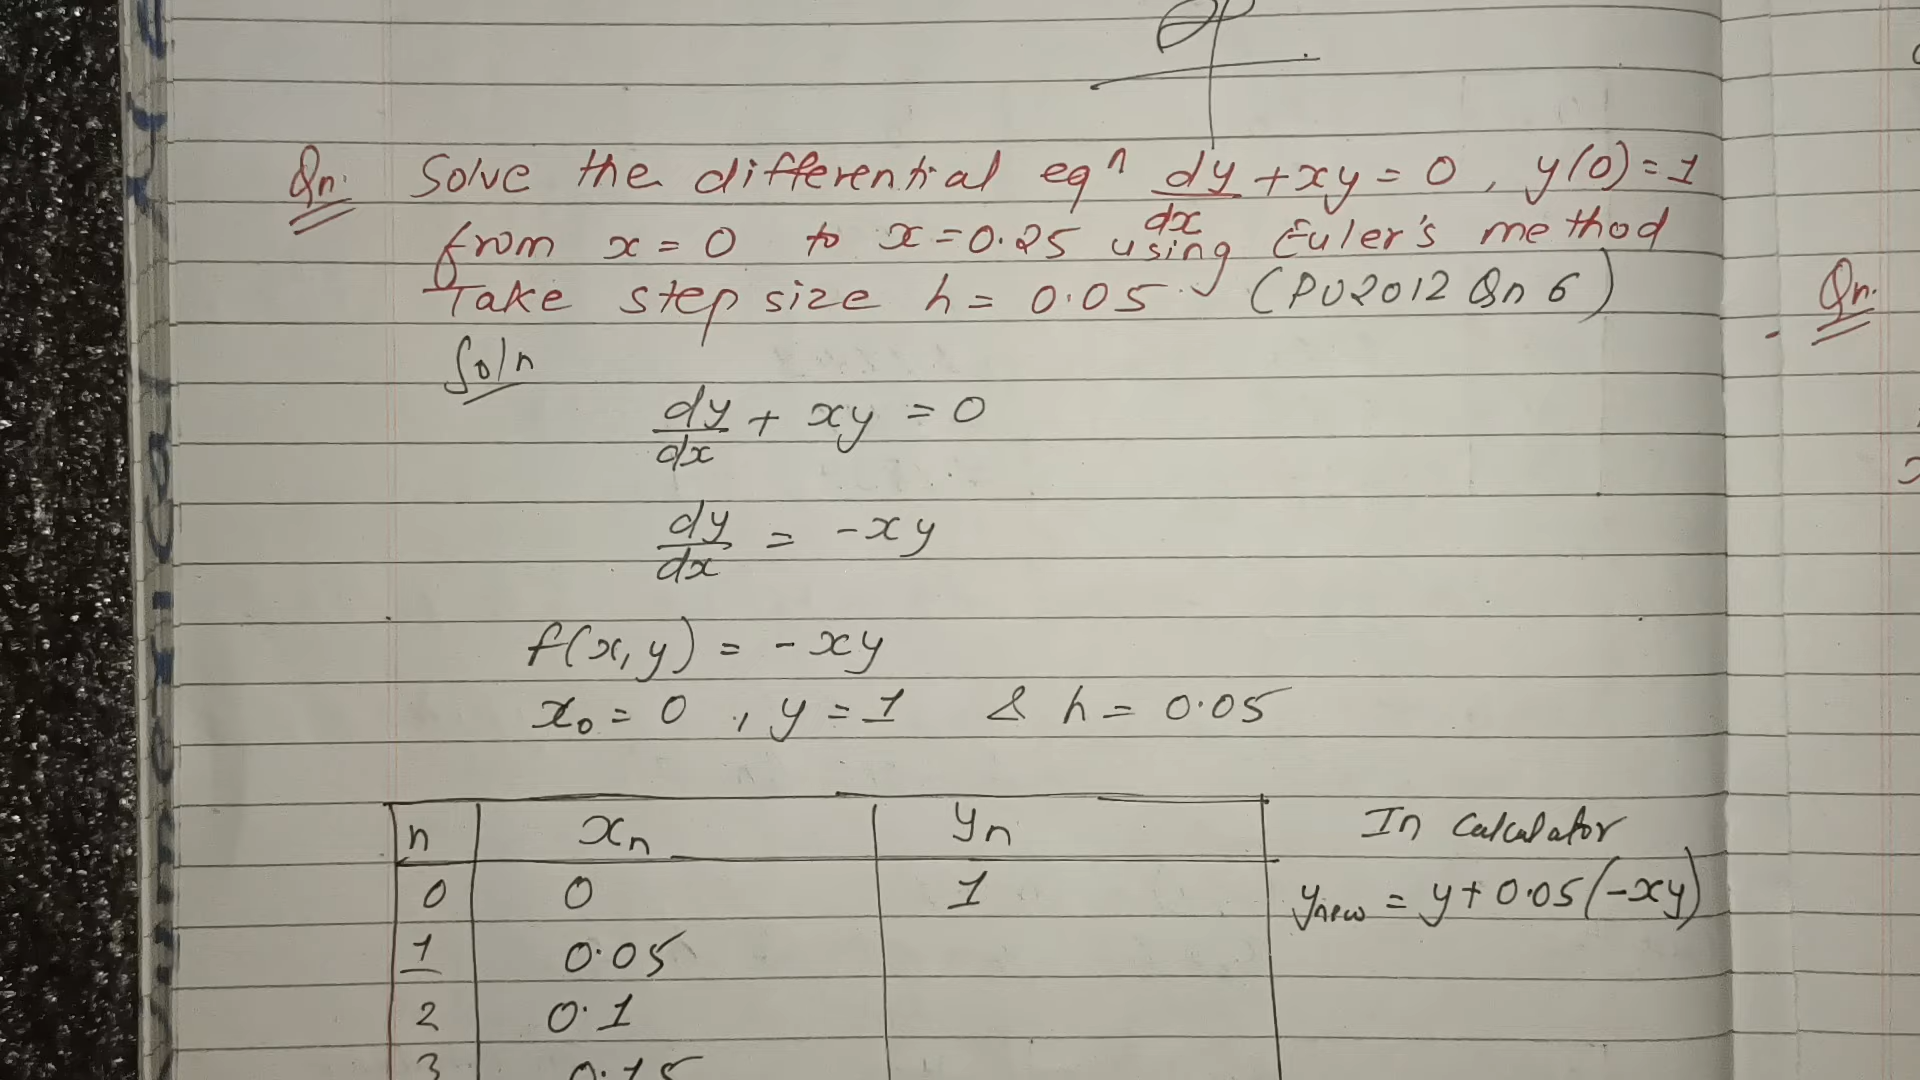 Qn. Solve the differential eqn dy/dx + xy = 0, y(0) = 1
from x = 0 to x = 0.25 using Euler's method
Take step size h = 0.05. (PU2012 Qn 6)
Qn.
Soln
dy/dx + xy = 0
dy/dx = -xy
f(x, y) = -xy
x₀ = 0, y = 1 & h = 0.05
n xn yn In Calculator
0 0 1 ynew = y + 0.05(-xy)
1 0.05
2 0.1
3 0.15